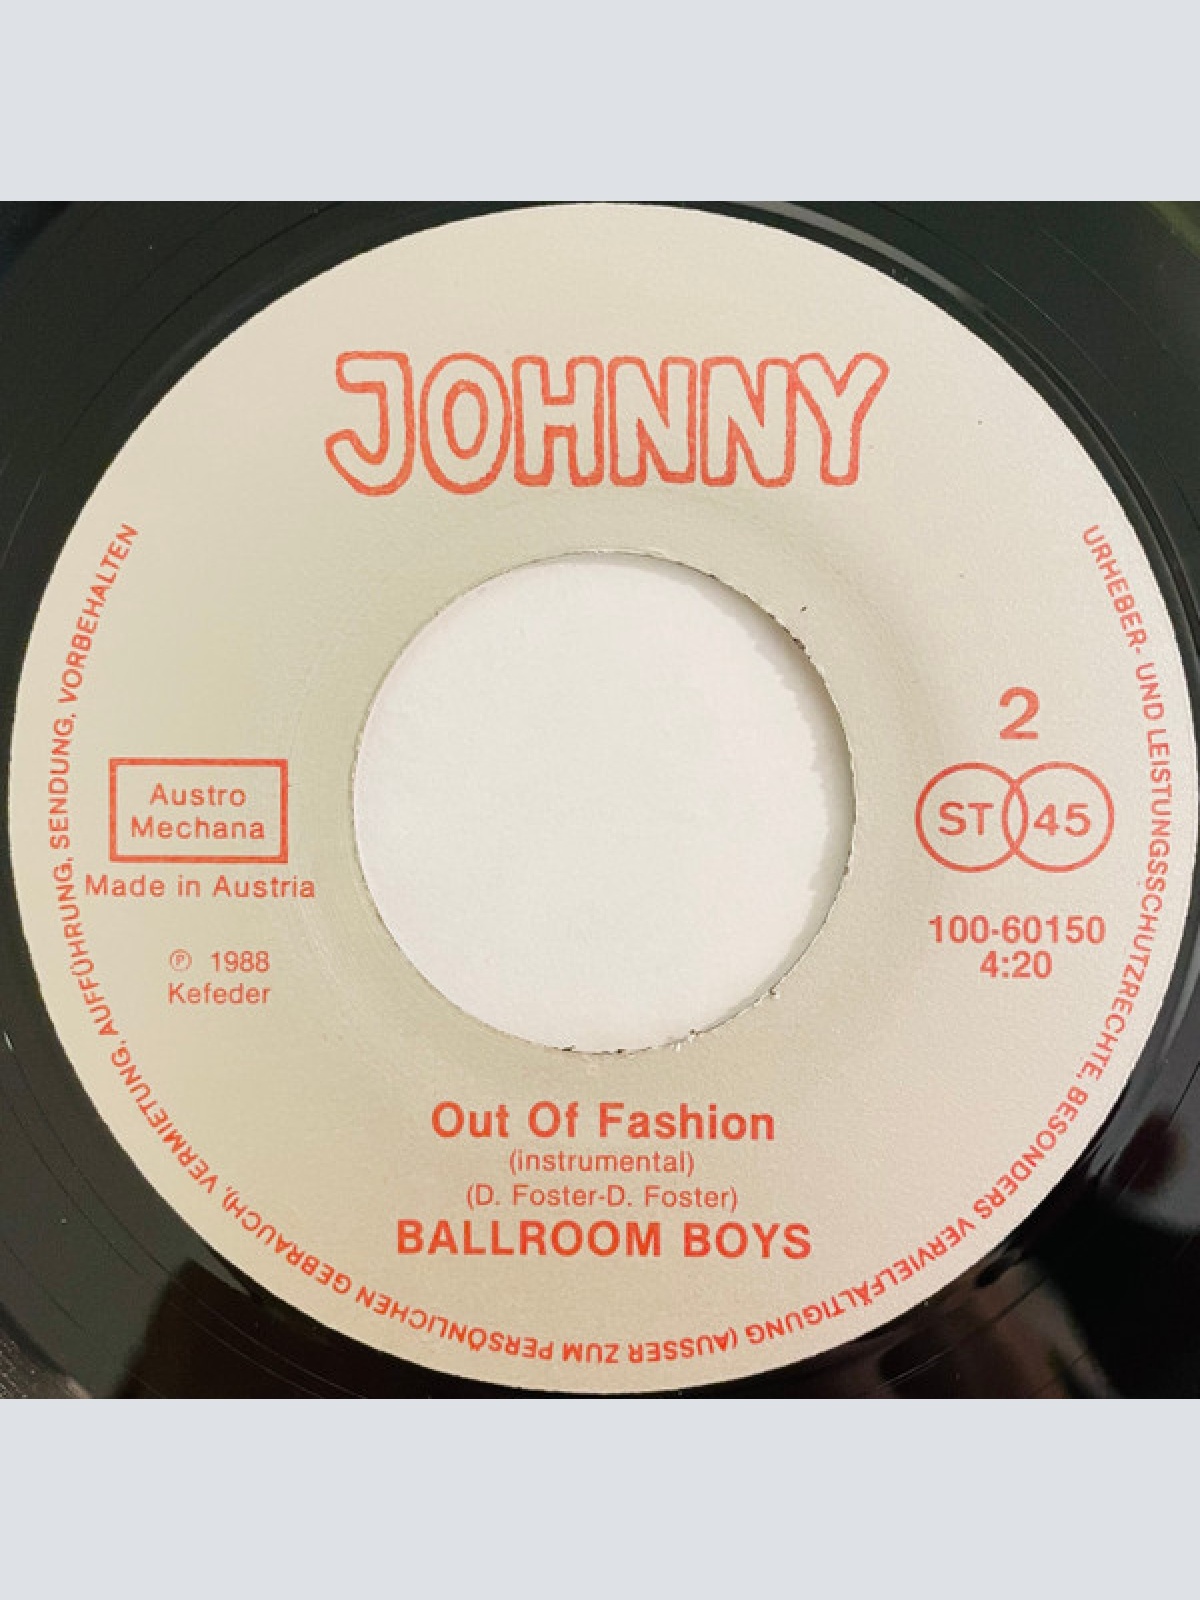 JOHNNY
URHEBER- UND LEISTUNGSSCHUTZRECHTE, BESONDERS VERVIELFÄLTIGUNG (AUSSER ZUM PERSÖNLICHEN GEBRAUCH), VERMIETUNG, AUFFÜHRUNG, SENDUNG, VORBEHALTEN
2
ST 45
100-60150
4:20
Austro
Mechana
Made in Austria
℗ 1988
Kefeder
Out Of Fashion
(instrumental)
(D. Foster-D. Foster)
BALLROOM BOYS